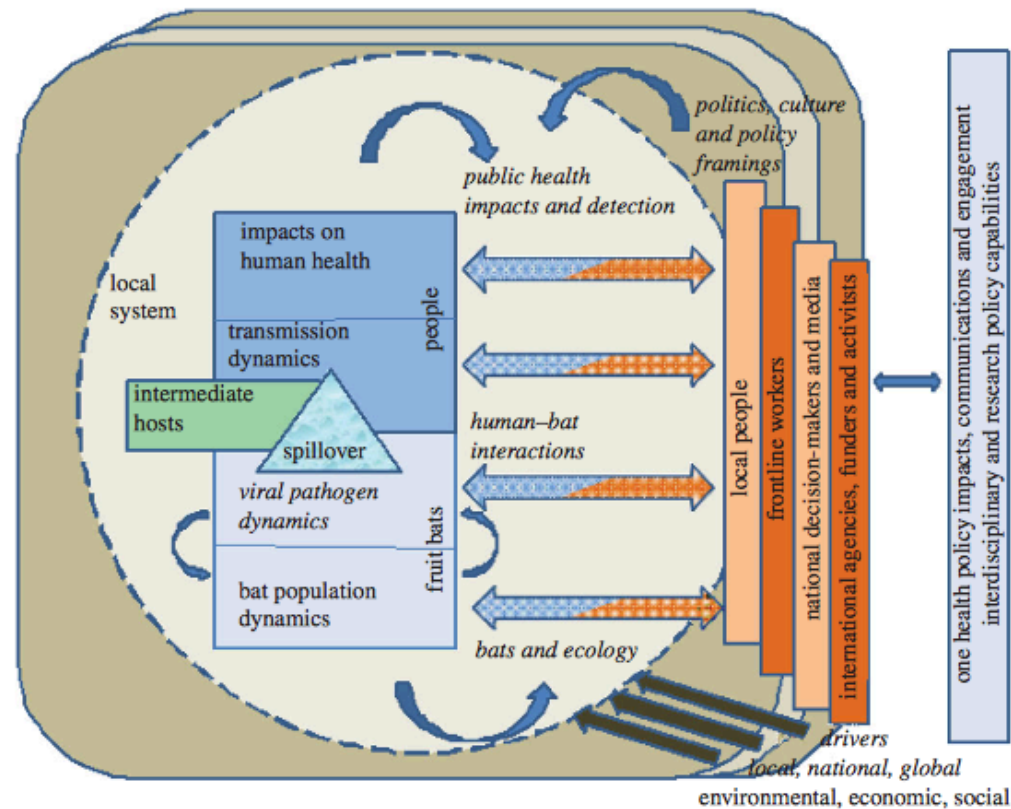 politics, culture
and policy
framings
public health
impacts and detection
impacts on
human health
people
local
system
transmission
dynamics
intermediate
hosts
spillover
human–bat
interactions
viral pathogen
dynamics
fruit bats
bat population
dynamics
bats and ecology
local people
frontline workers
national decision-makers and media
international agencies, funders and activitsts
one health policy impacts, communications and engagement
interdisciplinary and research policy capabilities
drivers
local, national, global
environmental, economic, social